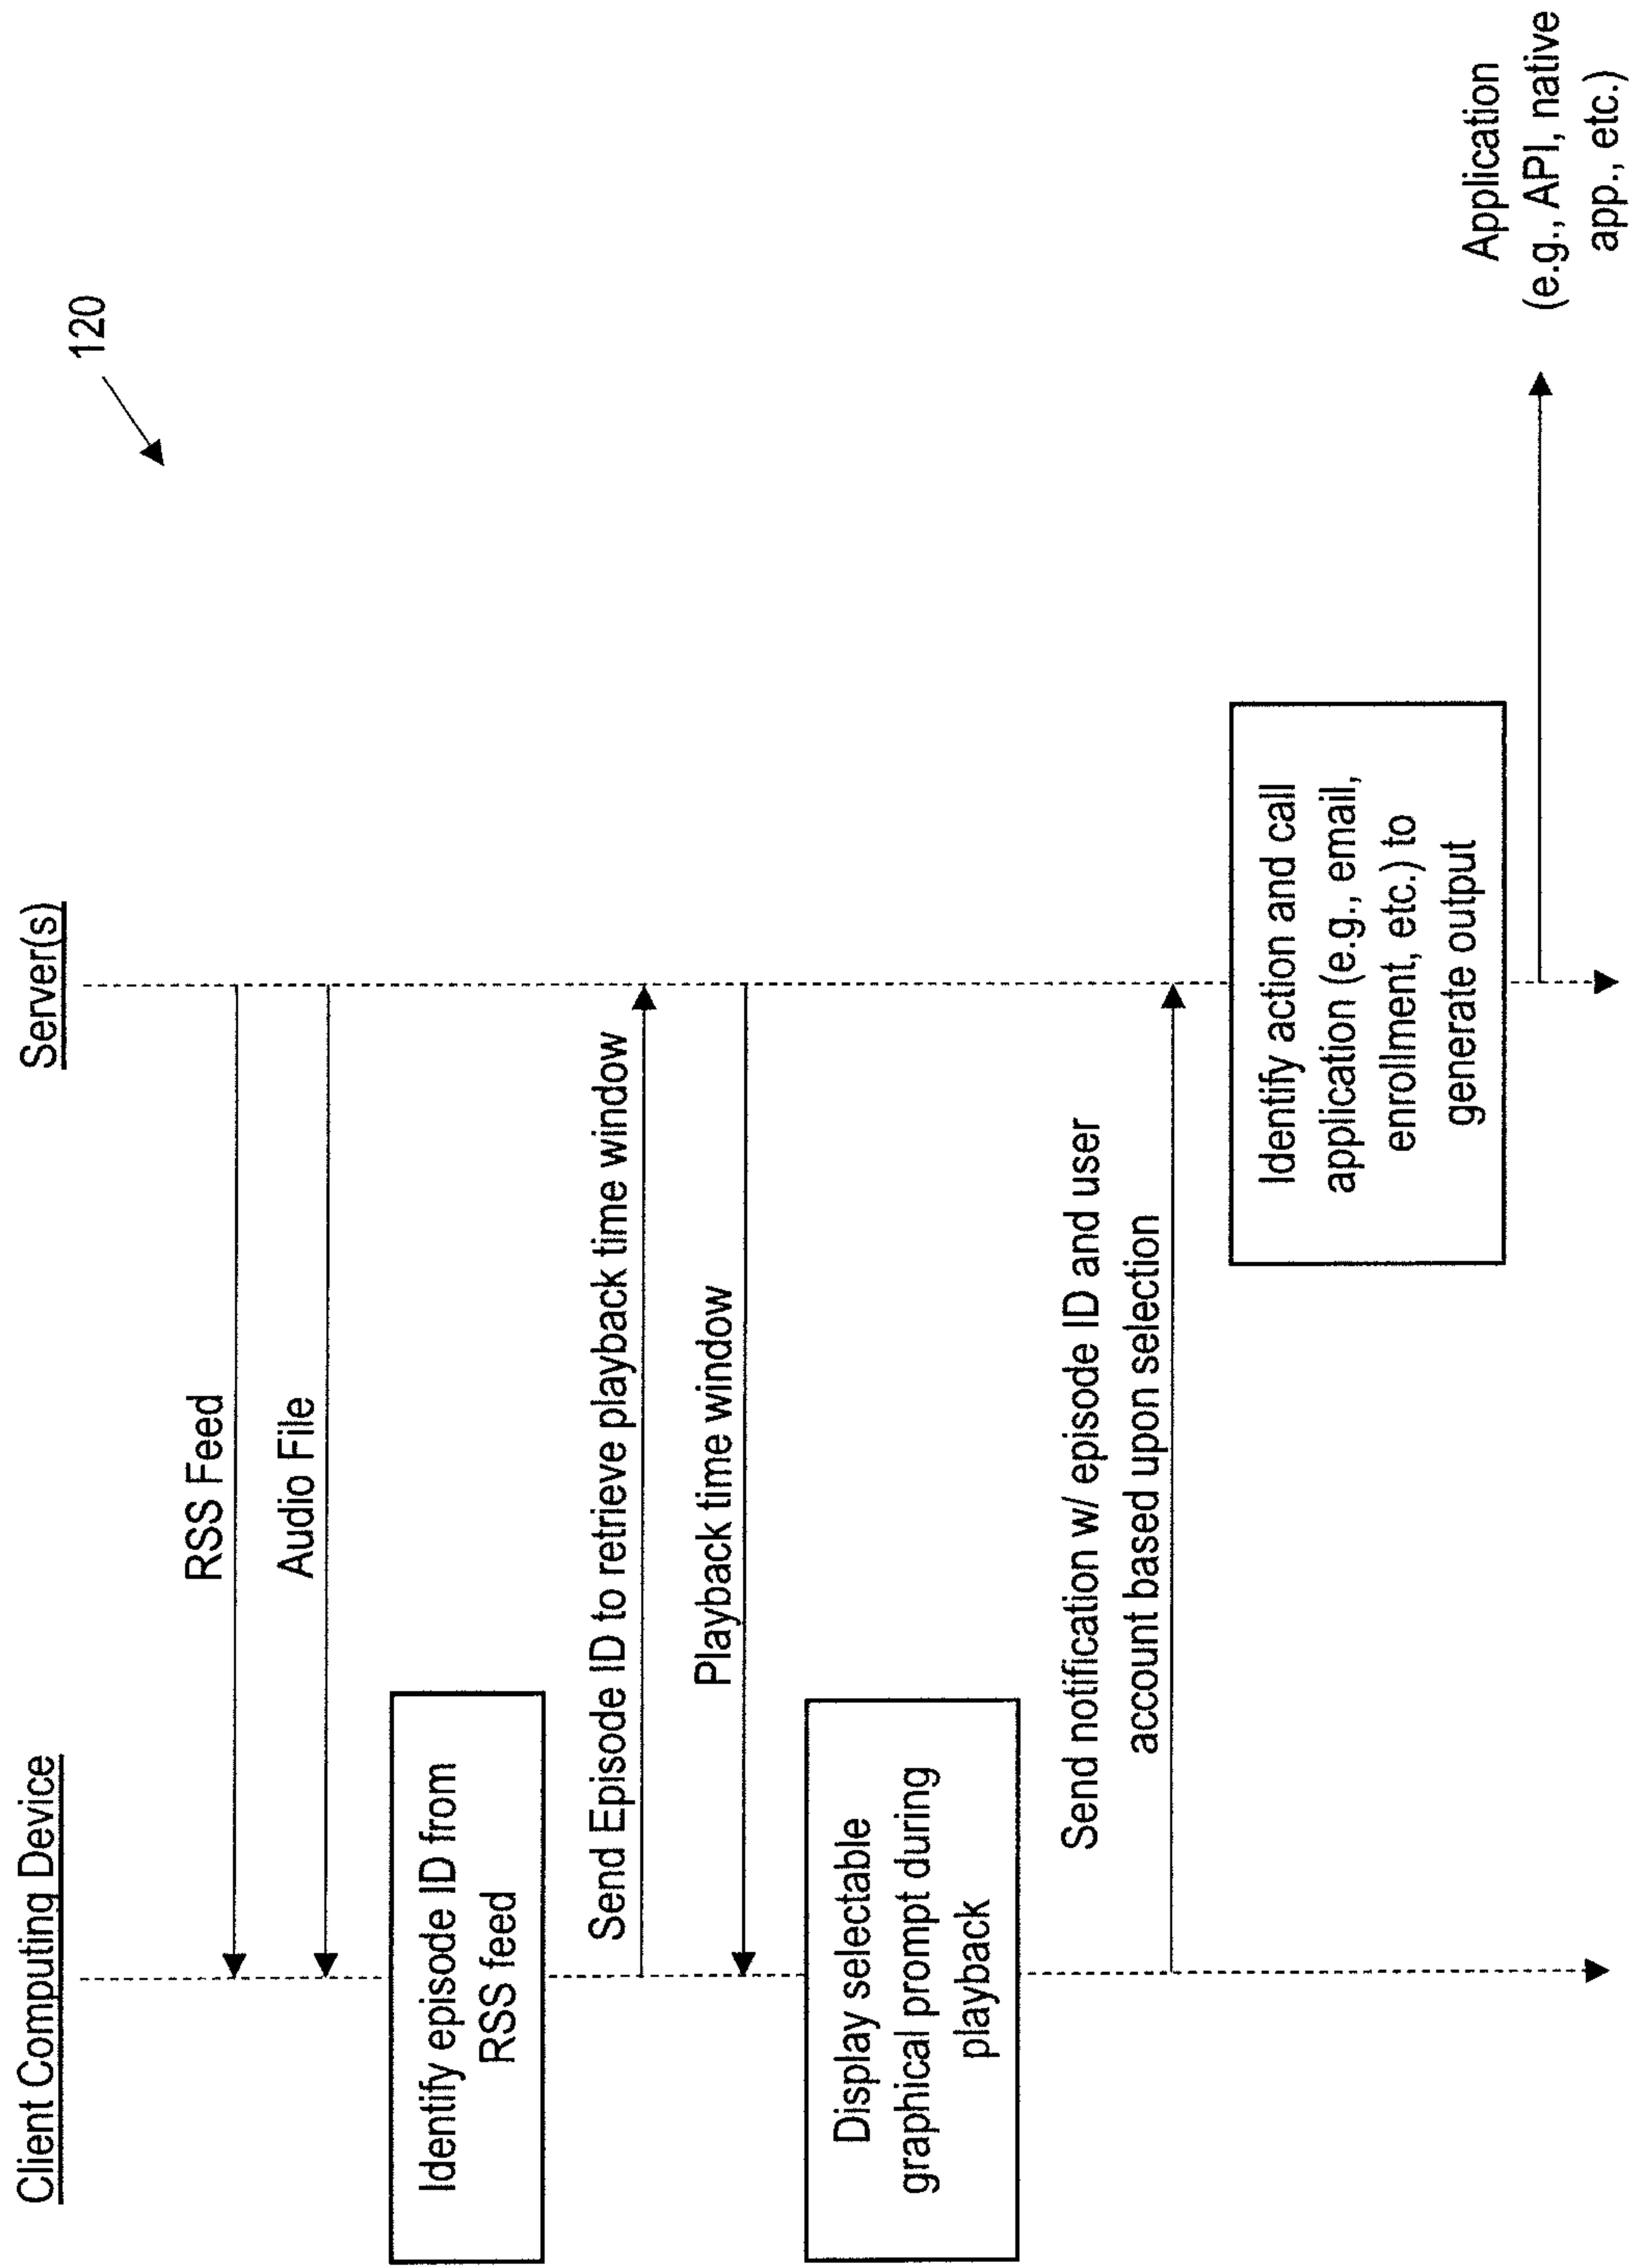 Client Computing Device
Server(s)
120
RSS Feed
Audio File
Identify episode ID from
RSS feed
Send Episode ID to retrieve playback time window
Playback time window
Display selectable
graphical prompt during
playback
Send notification w/ episode ID and user
account based upon selection
Identify action and call
application (e.g., email,
enrollment, etc.) to
generate output
Application
(e.g., API, native
app., etc.)